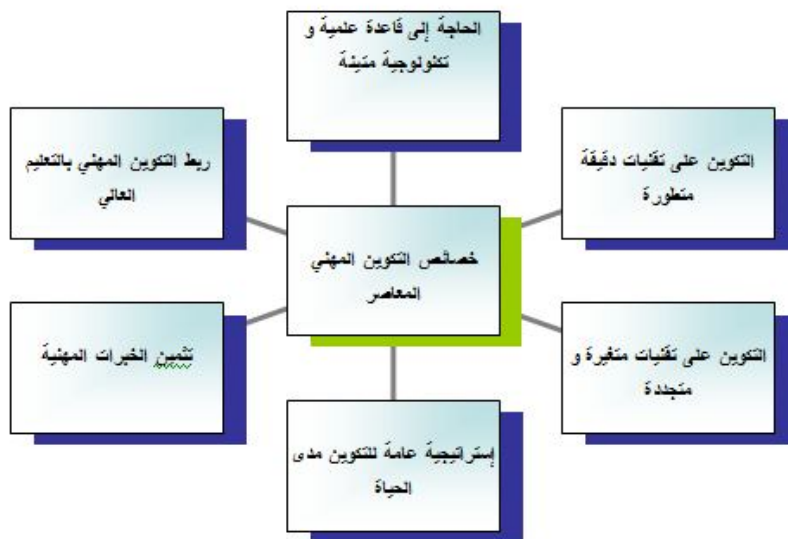 الحاجة إلى قاعدة علمية و
تكنولوجية متينة
التكوين على تقنيات دقيقة
متطورة
ربط التكوين المهني بالتعليم
العالي
خصائص التكوين المهني
المعاصر
التكوين على تقنيات متغيرة و
متجددة
تثمين الخبرات المهنية
إستراتيجية عامة للتكوين مدى
الحياة